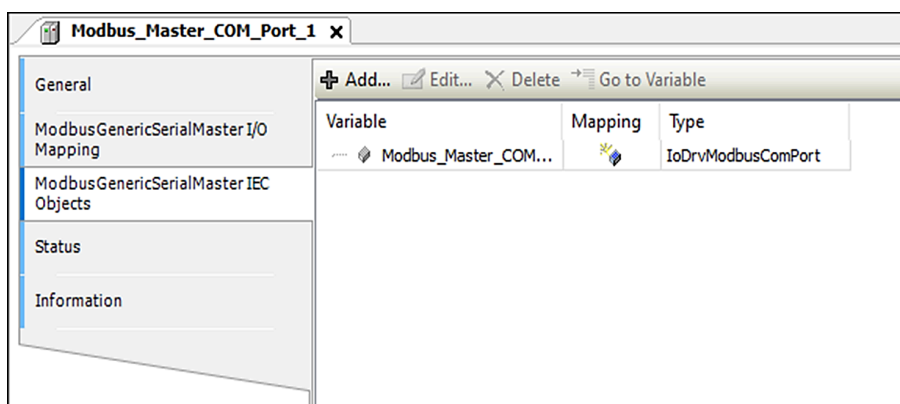 Modbus_Master_COM_Port_1
General
ModbusGenericSerialMaster I/O
Mapping
ModbusGenericSerialMaster IEC
Objects
Status
Information
Add... Edit... Delete Go to Variable
Variable Mapping Type
Modbus_Master_COM... IoDrvModbusComPort